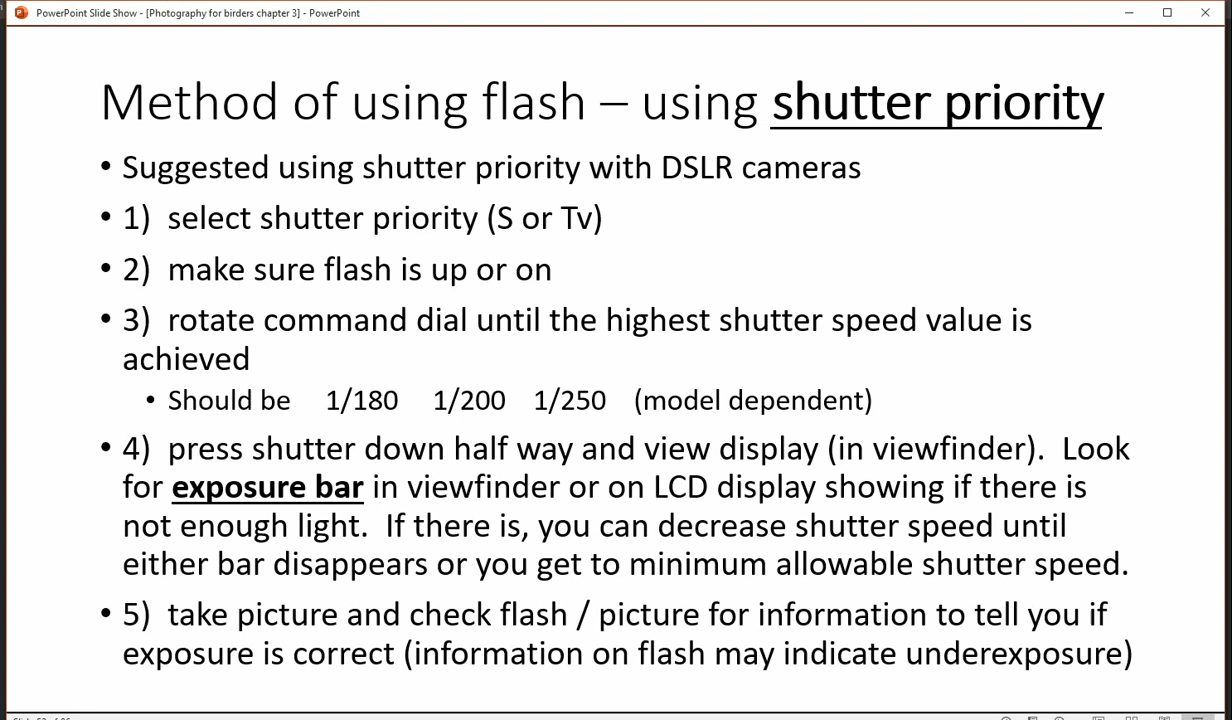 PowerPoint Slide Show - [Photography for birders chapter 3] - PowerPoint
Method of using flash – using shutter priority
• Suggested using shutter priority with DSLR cameras
• 1)  select shutter priority (S or Tv)
• 2)  make sure flash is up or on
• 3)  rotate command dial until the highest shutter speed value is
achieved
• Should be    1/180    1/200    1/250    (model dependent)
• 4)  press shutter down half way and view display (in viewfinder).  Look
for exposure bar in viewfinder or on LCD display showing if there is
not enough light.  If there is, you can decrease shutter speed until
either bar disappears or you get to minimum allowable shutter speed.
• 5)  take picture and check flash / picture for information to tell you if
exposure is correct (information on flash may indicate underexposure)